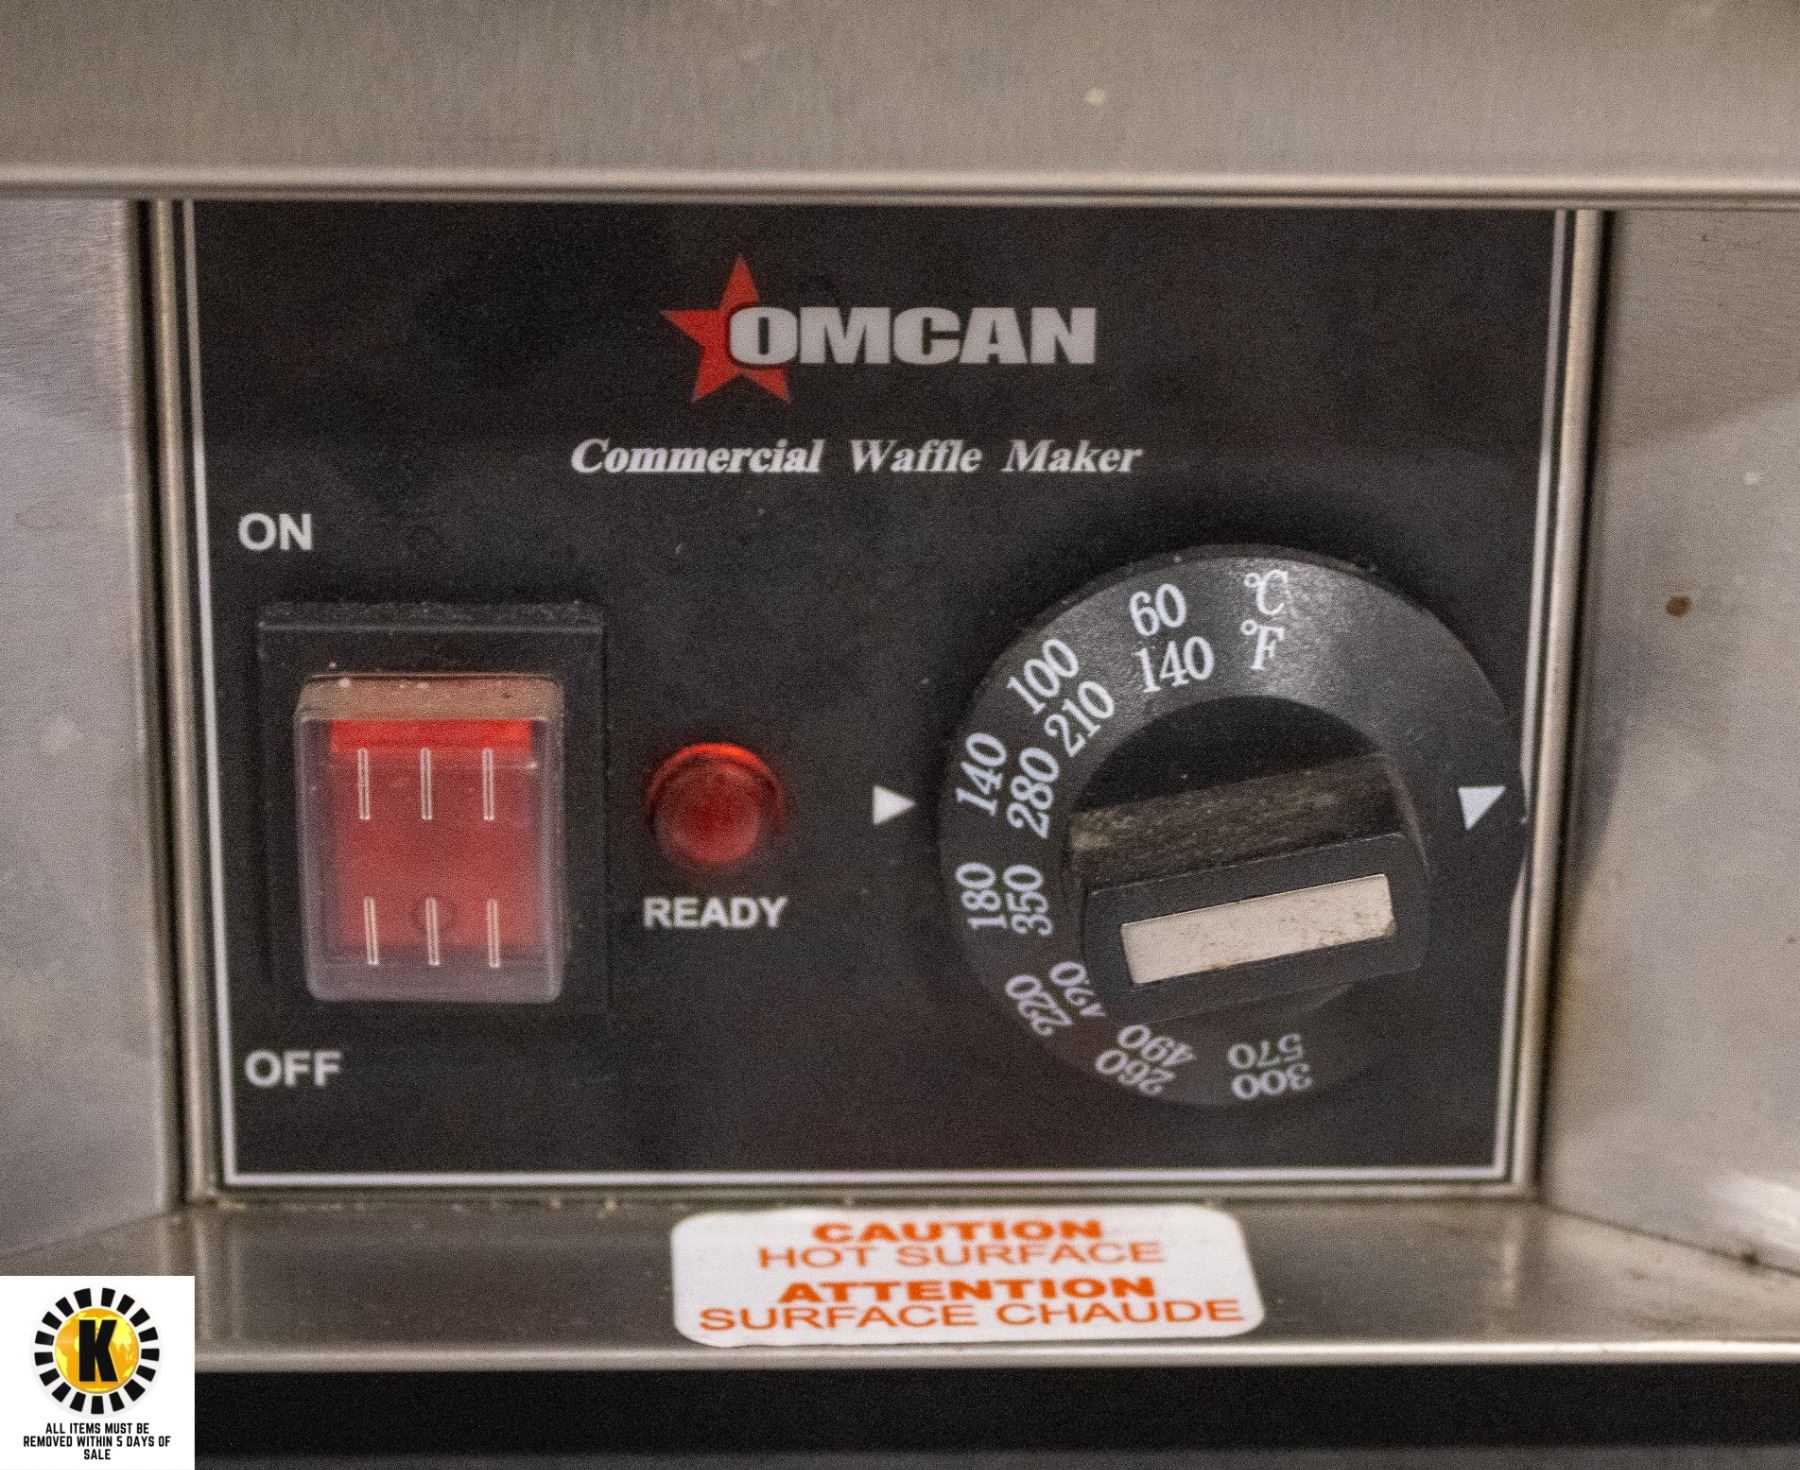 OMCAN
Commercial Waffle Maker
ON
60 °C
140 °F
100
210
140
280
READY
180
350
220
420
260
490
300
570
OFF
CAUTION
HOT SURFACE
ATTENTION
SURFACE CHAUDE
K
ALL ITEMS MUST BE
REMOVED WITHIN 5 DAYS OF
SALE